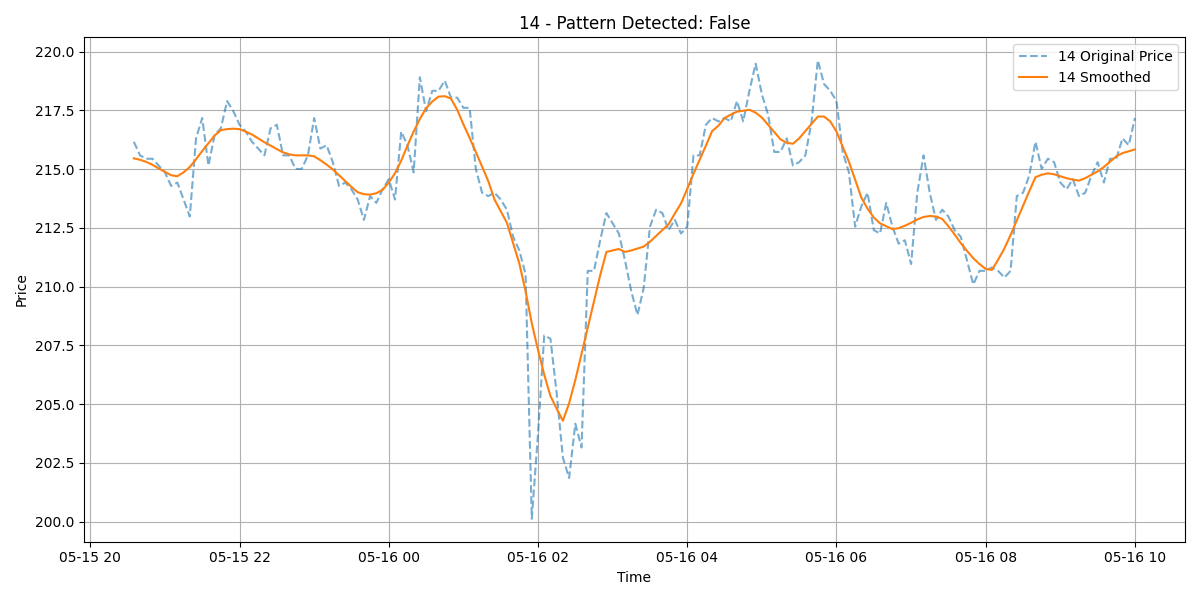 14 - Pattern Detected: False
14 Original Price
14 Smoothed
220.0
217.5
215.0
212.5
210.0
207.5
205.0
202.5
200.0
Price
05-15 20 05-15 22 05-16 00 05-16 02 05-16 04 05-16 06 05-16 08 05-16 10
Time